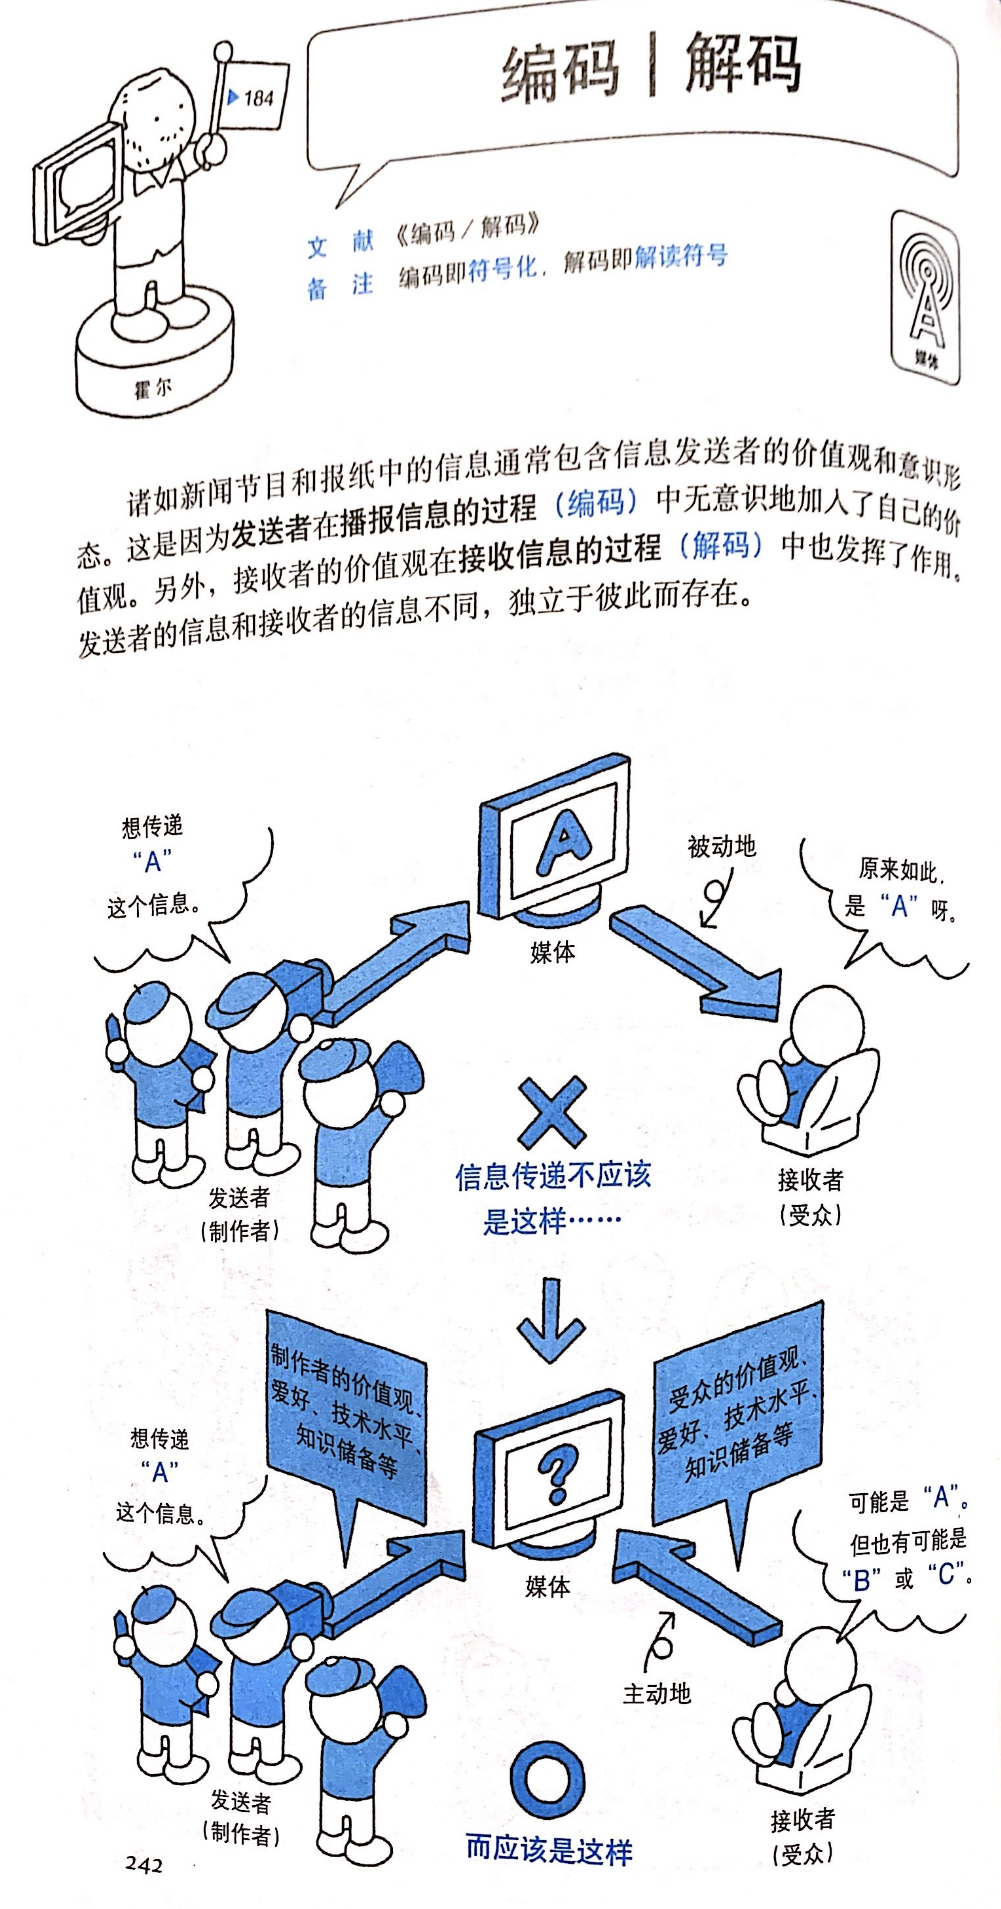 编码|解码
184
霍尔
文 献 《编码/解码》
备 注 编码即符号化,解码即解读符号
媒体
诸如新闻节目和报纸中的信息通常包含信息发送者的价值观和意识形
态。这是因为发送者在播报信息的过程(编码)中无意识地加入了自己的价
值观。另外,接收者的价值观在接收信息的过程(解码)中也发挥了作用。
发送者的信息和接收者的信息不同,独立于彼此而存在。
想传递
“A”
这个信息。
A
媒体
被动地
原来如此,
是“A”呀。
发送者
(制作者)
信息传递不应该
是这样……
接收者
(受众)
制作者的价值观、
爱好、技术水平、
知识储备等
受众的价值观、
爱好、技术水平、
知识储备等
想传递
“A”
这个信息。
?
媒体
可能是“A”。
但也有可能是
“B”或“C”。
主动地
发送者
(制作者)
而应该是这样
接收者
(受众)
242